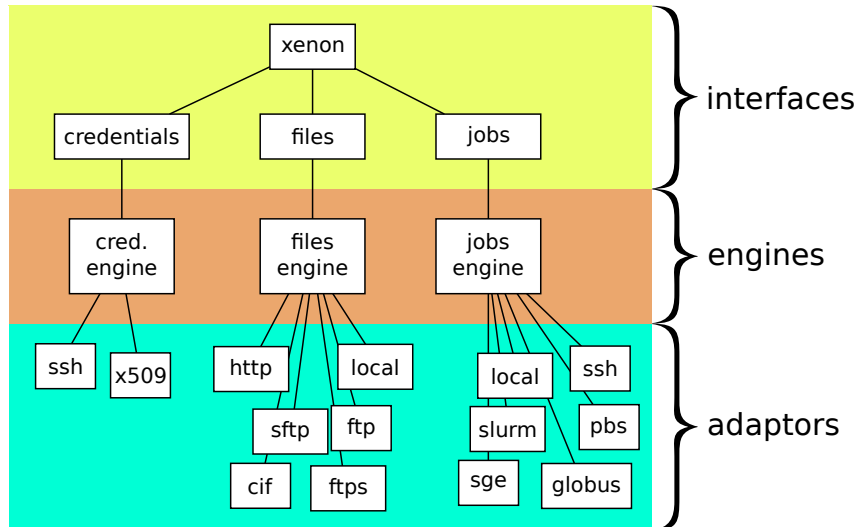 xenon
interfaces
credentials
files
jobs
cred.
engine
files
engine
jobs
engine
engines
ssh
x509
http
local
local
ssh
sftp
ftp
slurm
pbs
adaptors
cif
ftps
sge
globus